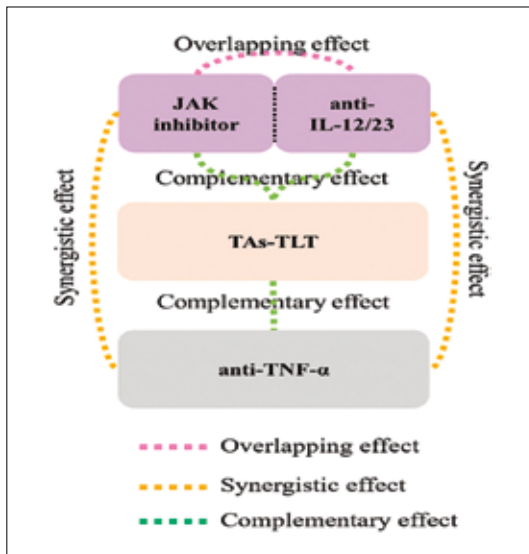 Overlapping effect
JAK
inhibitor
anti-
IL-12/23
Synergistic effect
Synergistic effect
Complementary effect
TAs-TLT
Complementary effect
anti-TNF-α
Overlapping effect
Synergistic effect
Complementary effect